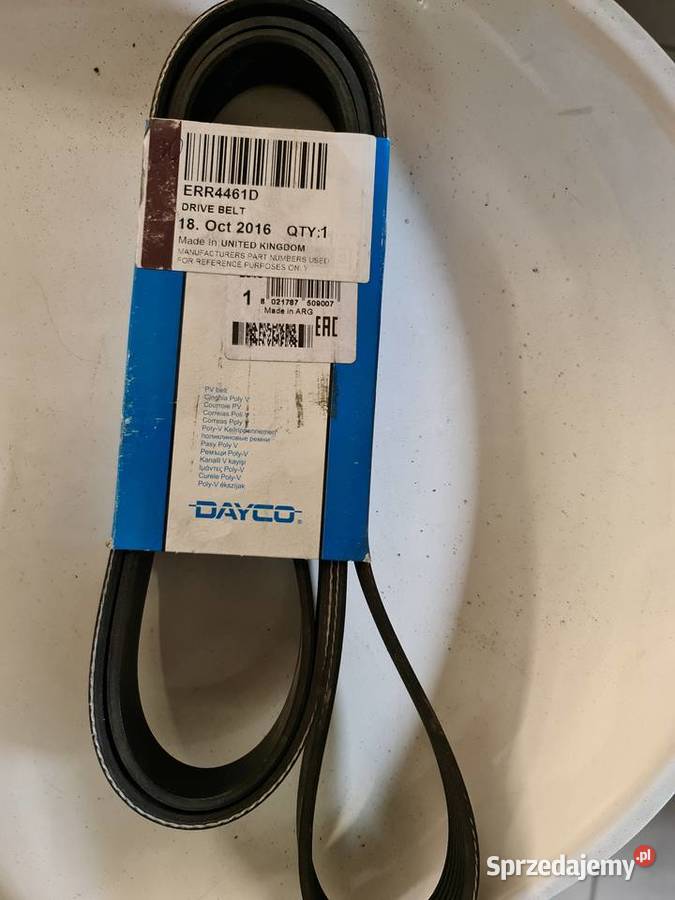 ERR4461D
DRIVE BELT
18. Oct 2016 QTY:1
Made in UNITED KINGDOM
MANUFACTURERS PART NUMBERS USED
FOR REFERENCE PURPOSES ONLY
1
8 021787 509007
Made in ARG
EAC
PV belt
Cinghia Poly V
Courroie PV
Correias Poli V
Correas Poly
Poly-V Keilrippenriemen
поликлиновые ремни
Pasy Poly V
Ремъци Poly-V
Kanalli V kayışı
Ιμάντες Poly-V
Curele Poly-V
Poly-V ékszíjak
DAYCO®
Sprzedajemy.pl